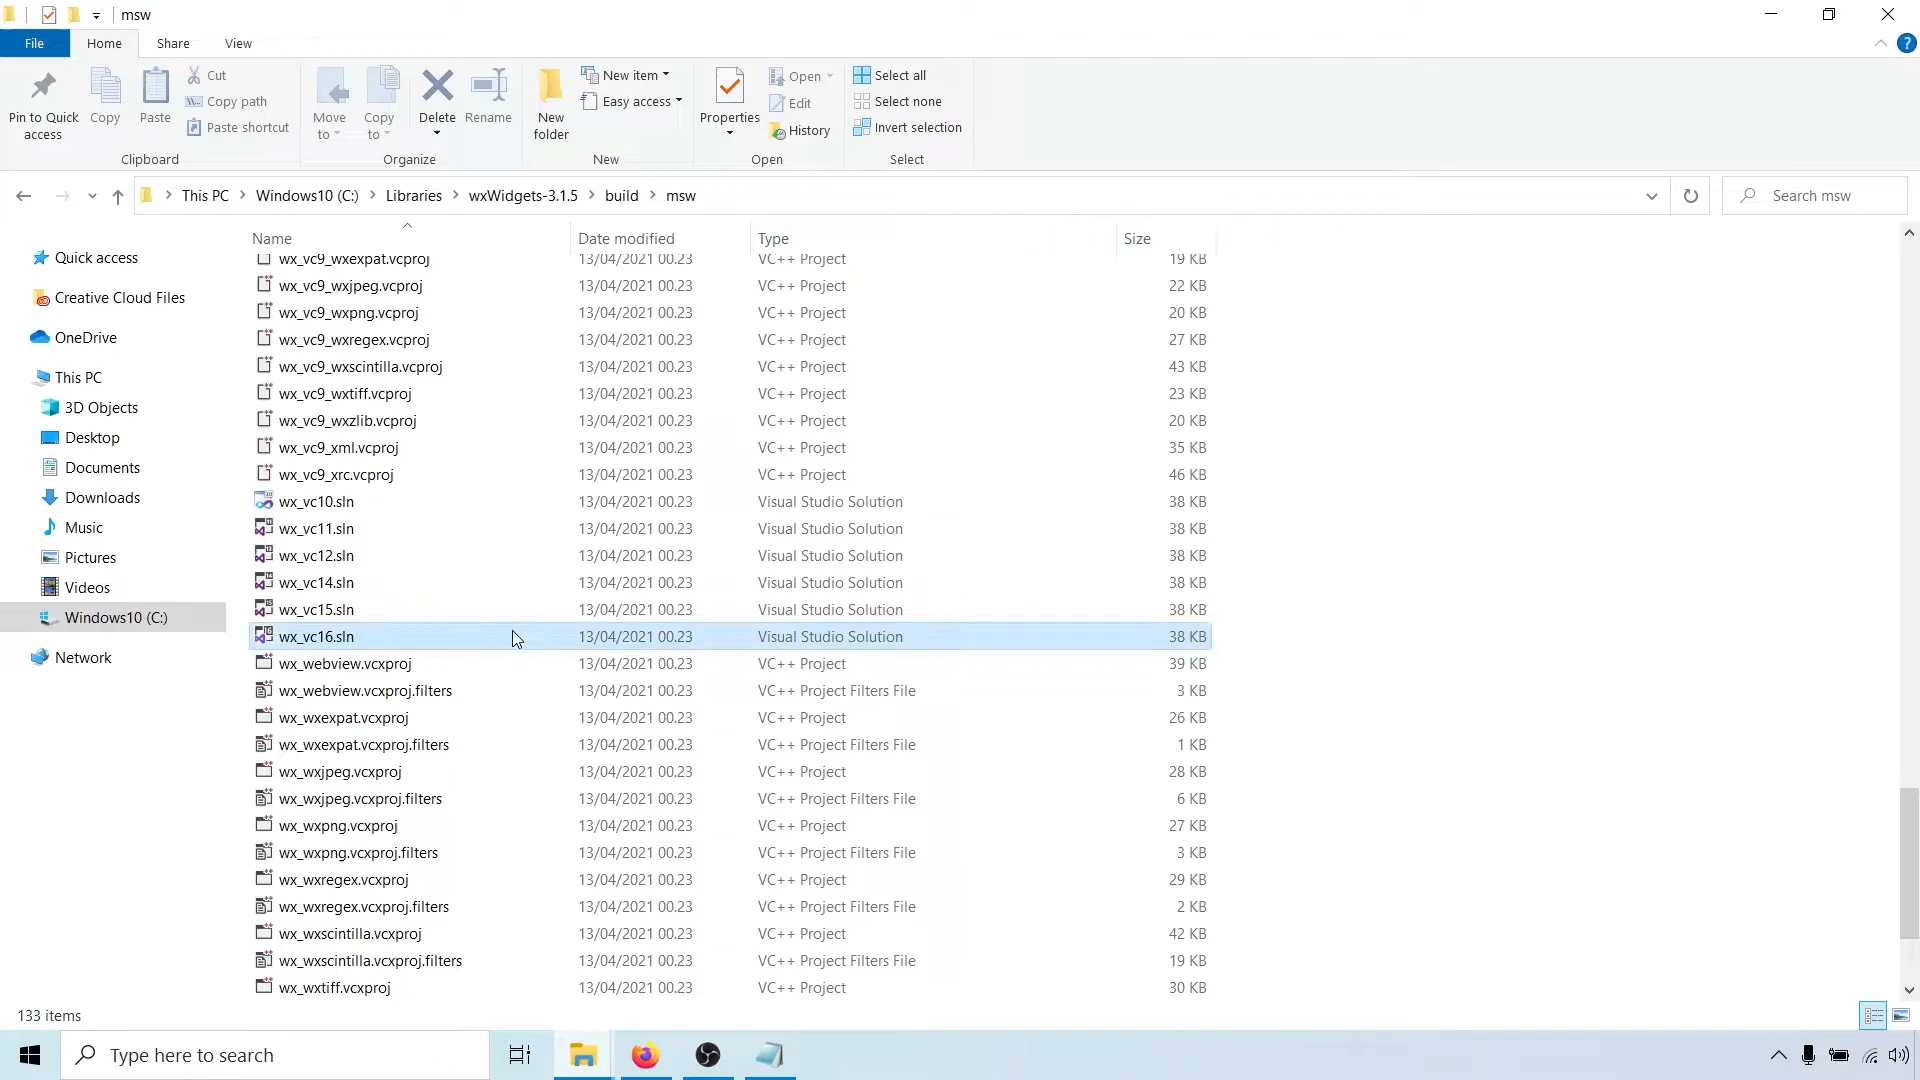 msw
File Home Share View
Pin to Quick access
Copy
Paste
Cut
Copy path
Paste shortcut
Clipboard
Move to
Copy to
Delete
Rename
Organize
New folder
New item
Easy access
New
Properties
Open
Edit
History
Open
Select all
Select none
Invert selection
Select
This PC Windows10 (C:) Libraries wxWidgets-3.1.5 build msw
Search msw
Quick access
Creative Cloud Files
OneDrive
This PC
3D Objects
Desktop
Documents
Downloads
Music
Pictures
Videos
Windows10 (C:)
Network
Name Date modified Type Size
wx_vc9_wxexpat.vcproj 13/04/2021 00.23 VC++ Project 19 KB
wx_vc9_wxjpeg.vcproj 13/04/2021 00.23 VC++ Project 22 KB
wx_vc9_wxpng.vcproj 13/04/2021 00.23 VC++ Project 20 KB
wx_vc9_wxregex.vcproj 13/04/2021 00.23 VC++ Project 27 KB
wx_vc9_wxscintilla.vcproj 13/04/2021 00.23 VC++ Project 43 KB
wx_vc9_wxtiff.vcproj 13/04/2021 00.23 VC++ Project 23 KB
wx_vc9_wxzlib.vcproj 13/04/2021 00.23 VC++ Project 20 KB
wx_vc9_xml.vcproj 13/04/2021 00.23 VC++ Project 35 KB
wx_vc9_xrc.vcproj 13/04/2021 00.23 VC++ Project 46 KB
wx_vc10.sln 13/04/2021 00.23 Visual Studio Solution 38 KB
wx_vc11.sln 13/04/2021 00.23 Visual Studio Solution 38 KB
wx_vc12.sln 13/04/2021 00.23 Visual Studio Solution 38 KB
wx_vc14.sln 13/04/2021 00.23 Visual Studio Solution 38 KB
wx_vc15.sln 13/04/2021 00.23 Visual Studio Solution 38 KB
wx_vc16.sln 13/04/2021 00.23 Visual Studio Solution 38 KB
wx_webview.vcxproj 13/04/2021 00.23 VC++ Project 39 KB
wx_webview.vcxproj.filters 13/04/2021 00.23 VC++ Project Filters File 3 KB
wx_wxexpat.vcxproj 13/04/2021 00.23 VC++ Project 26 KB
wx_wxexpat.vcxproj.filters 13/04/2021 00.23 VC++ Project Filters File 1 KB
wx_wxjpeg.vcxproj 13/04/2021 00.23 VC++ Project 28 KB
wx_wxjpeg.vcxproj.filters 13/04/2021 00.23 VC++ Project Filters File 6 KB
wx_wxpng.vcxproj 13/04/2021 00.23 VC++ Project 27 KB
wx_wxpng.vcxproj.filters 13/04/2021 00.23 VC++ Project Filters File 3 KB
wx_wxregex.vcxproj 13/04/2021 00.23 VC++ Project 29 KB
wx_wxregex.vcxproj.filters 13/04/2021 00.23 VC++ Project Filters File 2 KB
wx_wxscintilla.vcxproj 13/04/2021 00.23 VC++ Project 42 KB
wx_wxscintilla.vcxproj.filters 13/04/2021 00.23 VC++ Project Filters File 19 KB
wx_wxtiff.vcxproj 13/04/2021 00.23 VC++ Project 30 KB
133 items
Type here to search